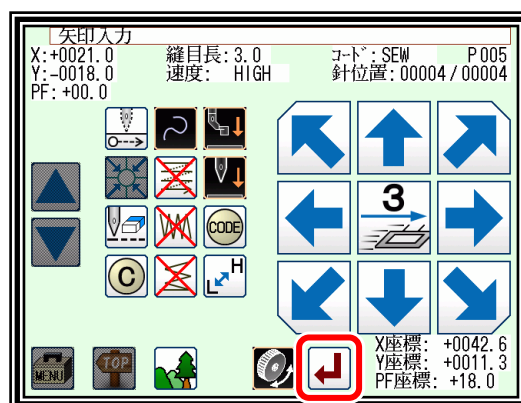 矢印入力
X:+0021.0 縫目長:3.0 コード:SEW P005
Y:-0018.0 速度: HIGH 針位置:00004/00004
PF:+00.0
3
CODE
C
L H
MENU
TOP
X座標: +0042.6
Y座標: +0011.3
PF座標: +18.0